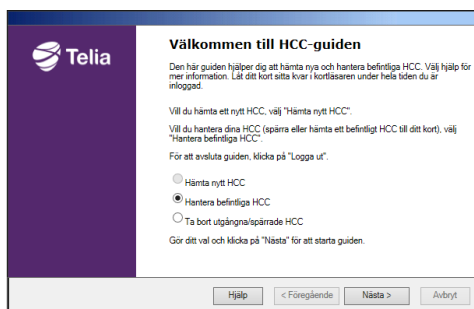 Telia
Välkommen till HCC-guiden
Den här guiden hjälper dig att hämta nya och hantera befintliga HCC. Välj hjälp för
mer information. Låt ditt kort sitta kvar i kortläsaren under hela tiden du är
inloggad.
Vill du hämta ett nytt HCC, välj "Hämta nytt HCC".
Vill du hantera dina HCC (spärra eller hämta ett befintligt HCC till ditt kort), välj
"Hantera befintliga HCC".
För att avsluta guiden, klicka på "Logga ut".
Hämta nytt HCC
Hantera befintliga HCC
Ta bort utgångna/spärrade HCC
Gör ditt val och klicka på "Nästa" för att starta guiden.
Hjälp
< Föregående
Nästa >
Avbryt